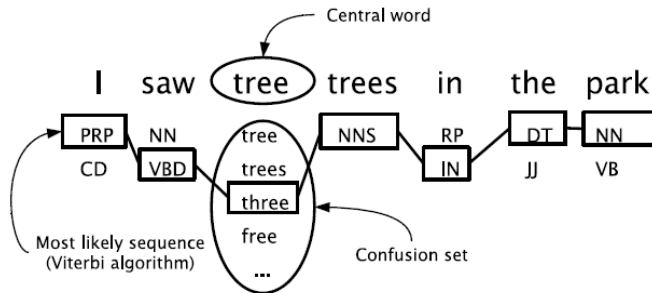 Central word
I saw tree trees in the park
PRP NN tree NNS RP DT NN
CD VBD trees IN JJ VB
three
free
...
Most likely sequence
(Viterbi algorithm)
Confusion set